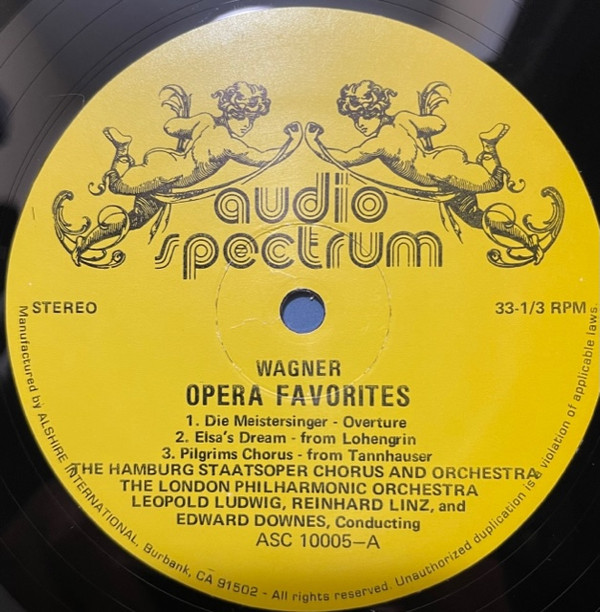 audio
spectrum
STEREO
33-1/3 RPM
WAGNER
OPERA FAVORITES
1. Die Meistersinger - Overture
2. Elsa's Dream - from Lohengrin
3. Pilgrims Chorus - from Tannhauser
THE HAMBURG STAATSOPER CHORUS AND ORCHESTRA
THE LONDON PHILHARMONIC ORCHESTRA
LEOPOLD LUDWIG, REINHARD LINZ, and
EDWARD DOWNES, Conducting
ASC 10005-A
Manufactured by ALSHIRE INTERNATIONAL, Burbank, CA 91502 - All rights reserved. Unauthorized duplication is a violation of applicable laws.